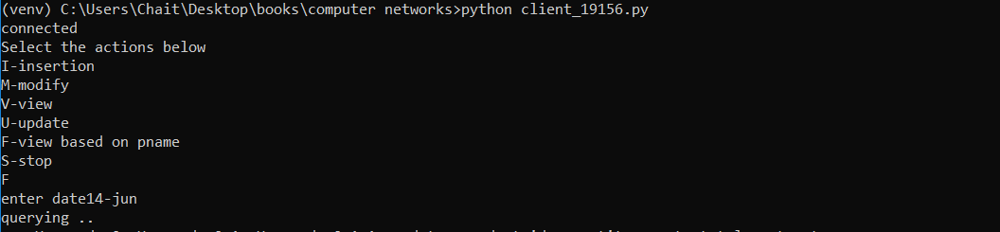 (venv) C:\Users\Chait\Desktop\books\computer networks>python client_19156.py
connected
Select the actions below
I-insertion
M-modify
V-view
U-update
F-view based on pname
S-stop
F
enter date14-jun
querying ..